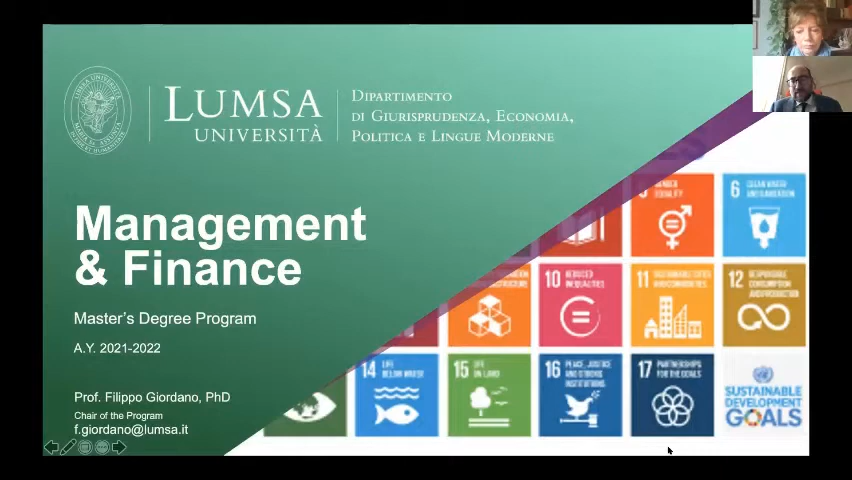 LUMSA
UNIVERSITÀ
DIPARTIMENTO
DI GIURISPRUDENZA, ECONOMIA,
POLITICA E LINGUE MODERNE
Management
& Finance
Master's Degree Program
A.Y. 2021-2022
Prof. Filippo Giordano, PhD
Chair of the Program
f.giordano@lumsa.it
GENDER
EQUALITY
6 CLEAN WATER
AND SANITATION
10 REDUCED
INEQUALITIES
11 SUSTAINABLE CITIES
AND COMMUNITIES
12 RESPONSIBLE
CONSUMPTION
AND PRODUCTION
14 LIFE
BELOW WATER
15 LIFE
ON LAND
16 PEACE, JUSTICE
AND STRONG
INSTITUTIONS
17 PARTNERSHIPS
FOR THE GOALS
SUSTAINABLE
DEVELOPMENT
GOALS